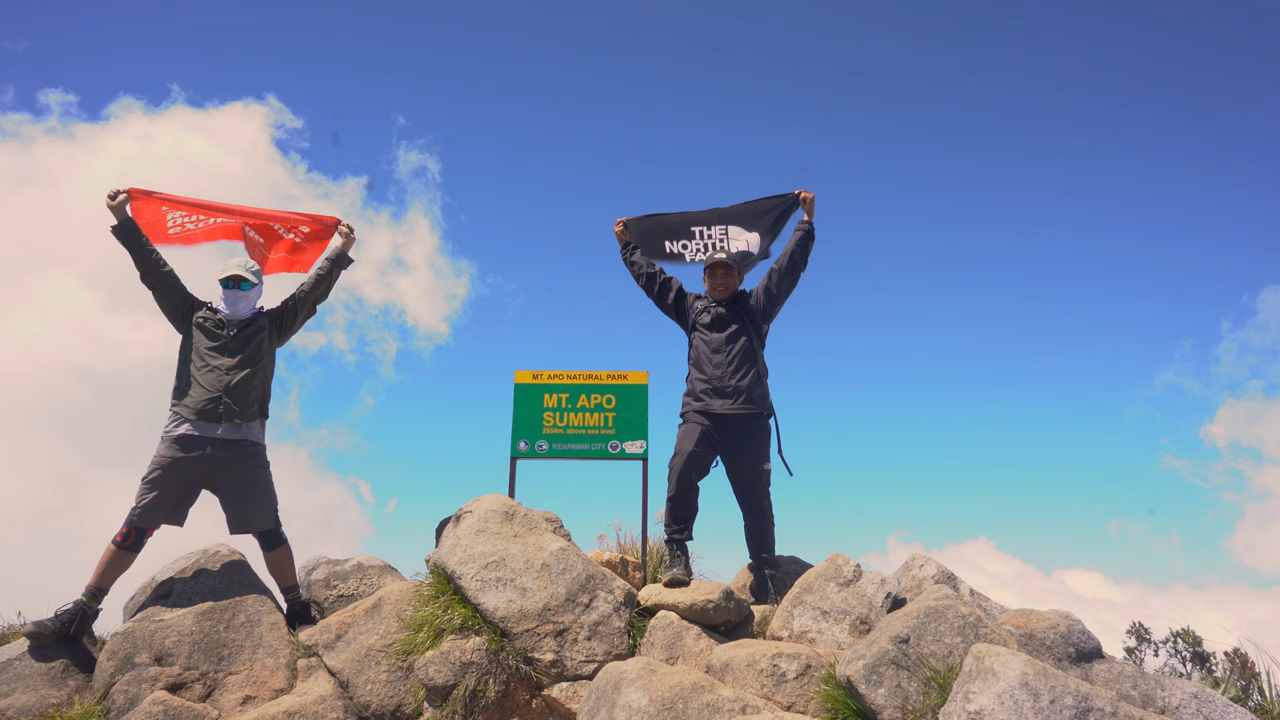 THE
NORTH
FACE
MT. APO NATURAL PARK
MT. APO
SUMMIT
2954m. above sea level
KIDAPAWAN CITY